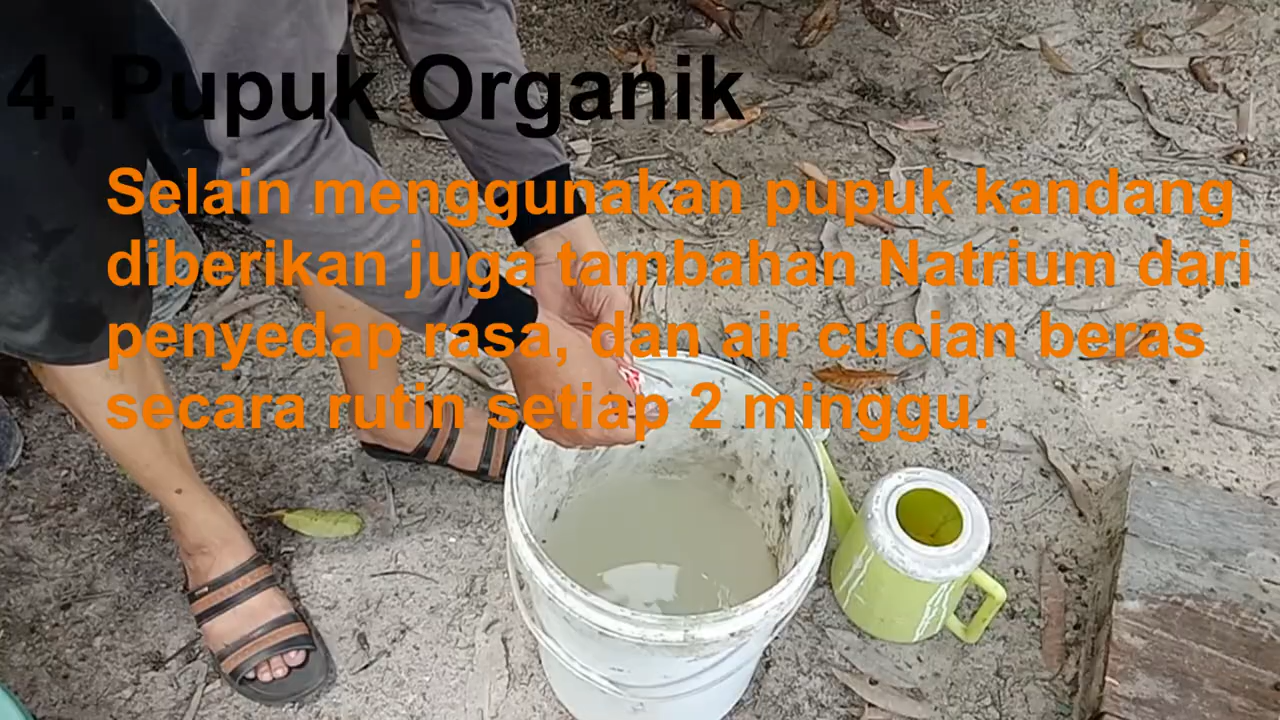 4. Pupuk Organik
Selain menggunakan pupuk kandang
diberikan juga tambahan Natrium dari
penyedap rasa, dan air cucian beras
secara rutin setiap 2 minggu.